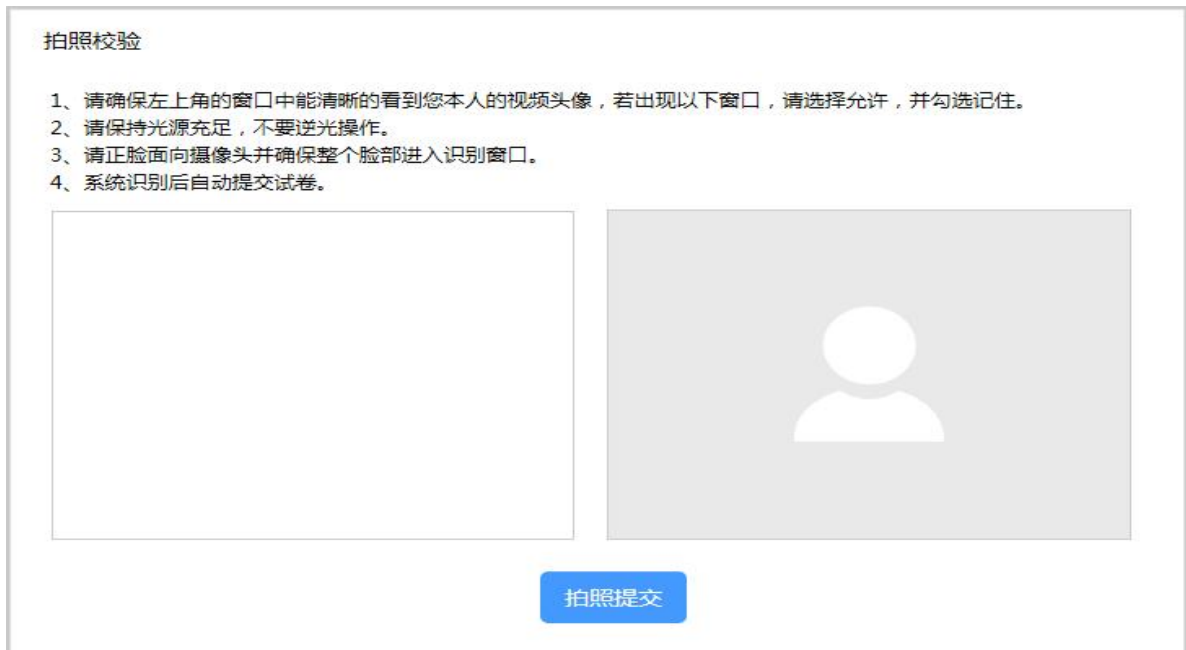 拍照校验
1、请确保左上角的窗口中能清晰的看到您本人的视频头像，若出现以下窗口，请选择允许，并勾选记住。
2、请保持光源充足，不要逆光操作。
3、请正脸面向摄像头并确保整个脸部进入识别窗口。
4、系统识别后自动提交试卷。
拍照提交